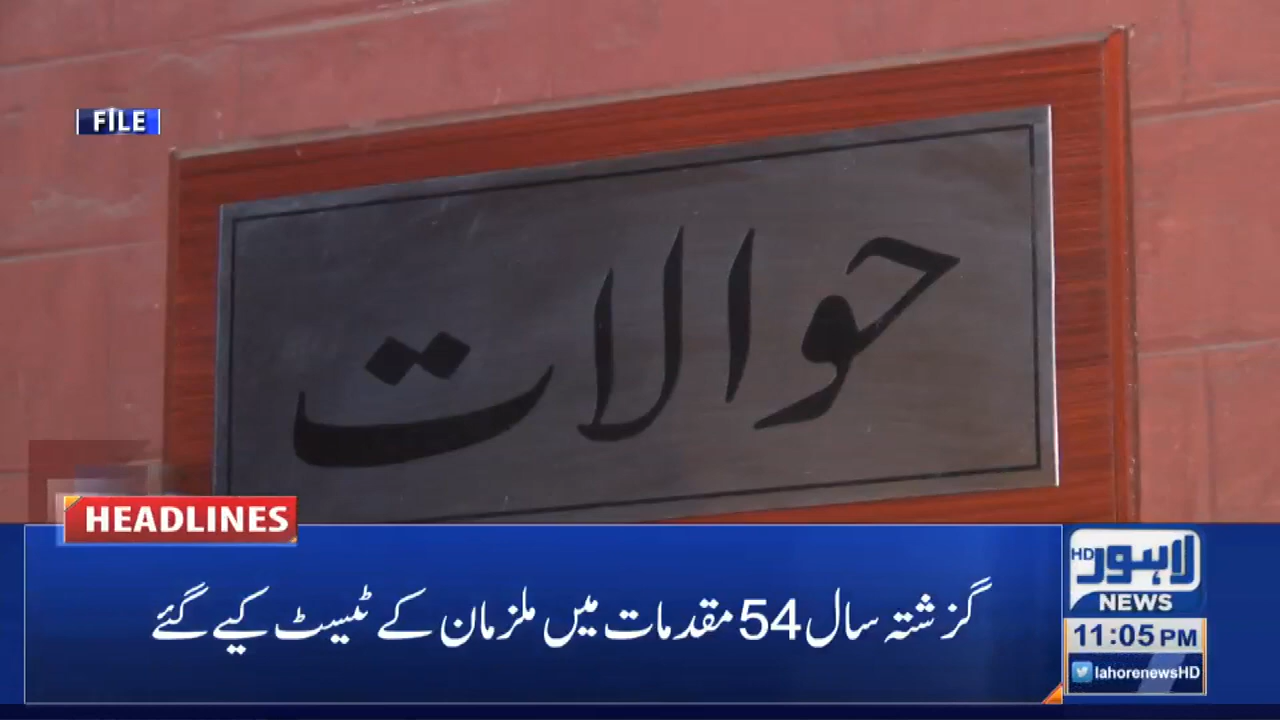 FILE
حوالات
HEADLINES
گزشتہ سال 54 مقدمات میں ملزمان کے ٹیسٹ کیے گئے
HD لاہور
NEWS
11:05 PM
lahorenewsHD